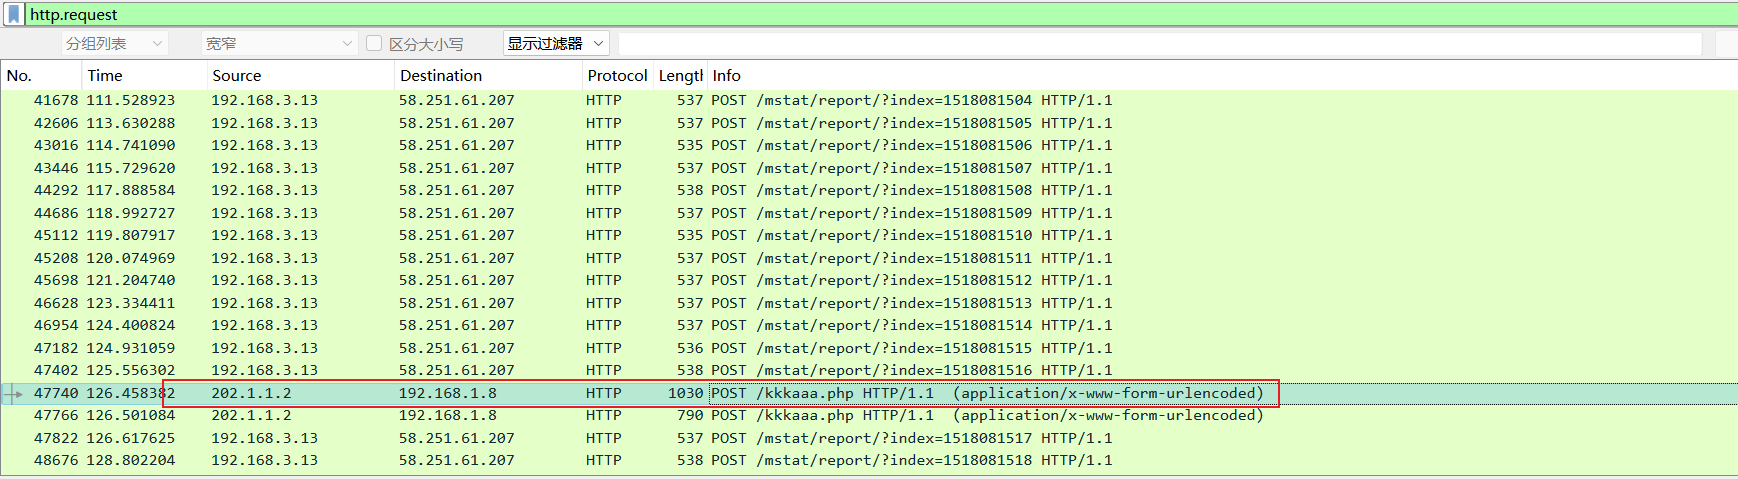 http.request
分组列表 宽窄 区分大小写 显示过滤器
No. Time Source Destination Protocol Length Info
41678 111.528923 192.168.3.13 58.251.61.207 HTTP 537 POST /mstat/report/?index=1518081504 HTTP/1.1
42606 113.630288 192.168.3.13 58.251.61.207 HTTP 537 POST /mstat/report/?index=1518081505 HTTP/1.1
43016 114.741090 192.168.3.13 58.251.61.207 HTTP 535 POST /mstat/report/?index=1518081506 HTTP/1.1
43446 115.729620 192.168.3.13 58.251.61.207 HTTP 537 POST /mstat/report/?index=1518081507 HTTP/1.1
44292 117.888584 192.168.3.13 58.251.61.207 HTTP 538 POST /mstat/report/?index=1518081508 HTTP/1.1
44686 118.992727 192.168.3.13 58.251.61.207 HTTP 537 POST /mstat/report/?index=1518081509 HTTP/1.1
45112 119.807917 192.168.3.13 58.251.61.207 HTTP 535 POST /mstat/report/?index=1518081510 HTTP/1.1
45208 120.074969 192.168.3.13 58.251.61.207 HTTP 537 POST /mstat/report/?index=1518081511 HTTP/1.1
45698 121.204740 192.168.3.13 58.251.61.207 HTTP 537 POST /mstat/report/?index=1518081512 HTTP/1.1
46628 123.334411 192.168.3.13 58.251.61.207 HTTP 537 POST /mstat/report/?index=1518081513 HTTP/1.1
46954 124.400824 192.168.3.13 58.251.61.207 HTTP 537 POST /mstat/report/?index=1518081514 HTTP/1.1
47182 124.931059 192.168.3.13 58.251.61.207 HTTP 536 POST /mstat/report/?index=1518081515 HTTP/1.1
47402 125.556302 192.168.3.13 58.251.61.207 HTTP 538 POST /mstat/report/?index=1518081516 HTTP/1.1
47740 126.458382 202.1.1.2 192.168.1.8 HTTP 1030 POST /kkkaaa.php HTTP/1.1 (application/x-www-form-urlencoded)
47766 126.501084 202.1.1.2 192.168.1.8 HTTP 790 POST /kkkaaa.php HTTP/1.1 (application/x-www-form-urlencoded)
47822 126.617625 192.168.3.13 58.251.61.207 HTTP 537 POST /mstat/report/?index=1518081517 HTTP/1.1
48676 128.802204 192.168.3.13 58.251.61.207 HTTP 538 POST /mstat/report/?index=1518081518 HTTP/1.1